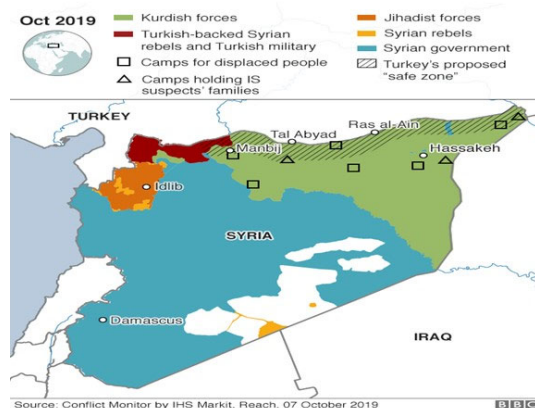 Oct 2019
Kurdish forces
Turkish-backed Syrian
rebels and Turkish military
Camps for displaced people
Camps holding IS
suspects' families
Jihadist forces
Syrian rebels
Syrian government
Turkey's proposed
"safe zone"
TURKEY
Ras al-Ain
Tal Abyad
Manbij
Hassakeh
Idlib
SYRIA
Damascus
IRAQ
Source: Conflict Monitor by IHS Markit, Reach, 07 October 2019
BBC